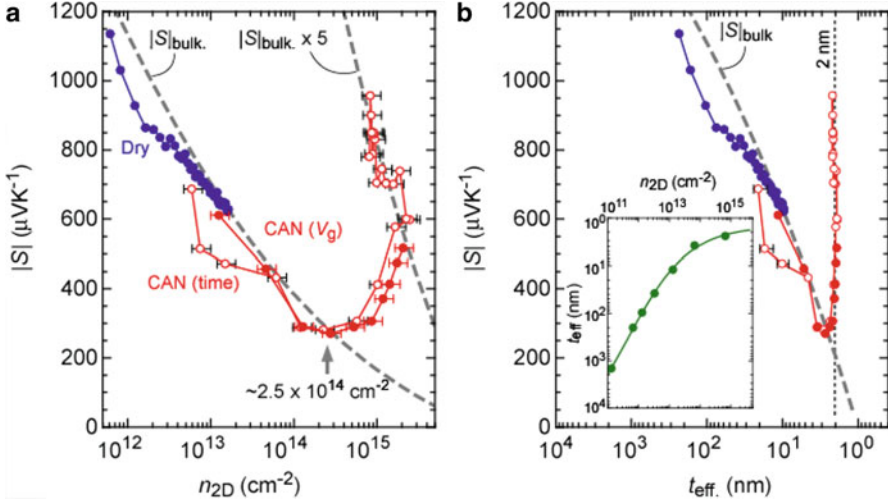 a
|S| (μVK⁻¹)
1200
1000
800
600
400
200
0
|S|bulk.
|S|bulk. x 5
Dry
CAN (Vg)
CAN (time)
~2.5 x 10¹⁴ cm⁻²
10¹² 10¹³ 10¹⁴ 10¹⁵
n2D (cm⁻²)
b
|S| (μVK⁻¹)
1200
1000
800
600
400
200
0
|S|bulk
2 nm
n2D (cm⁻²)
10¹¹ 10¹³ 10¹⁵
teff (nm)
10⁰
10¹
10²
10³
10⁴
10⁴ 10³ 10² 10¹ 10⁰
teff. (nm)